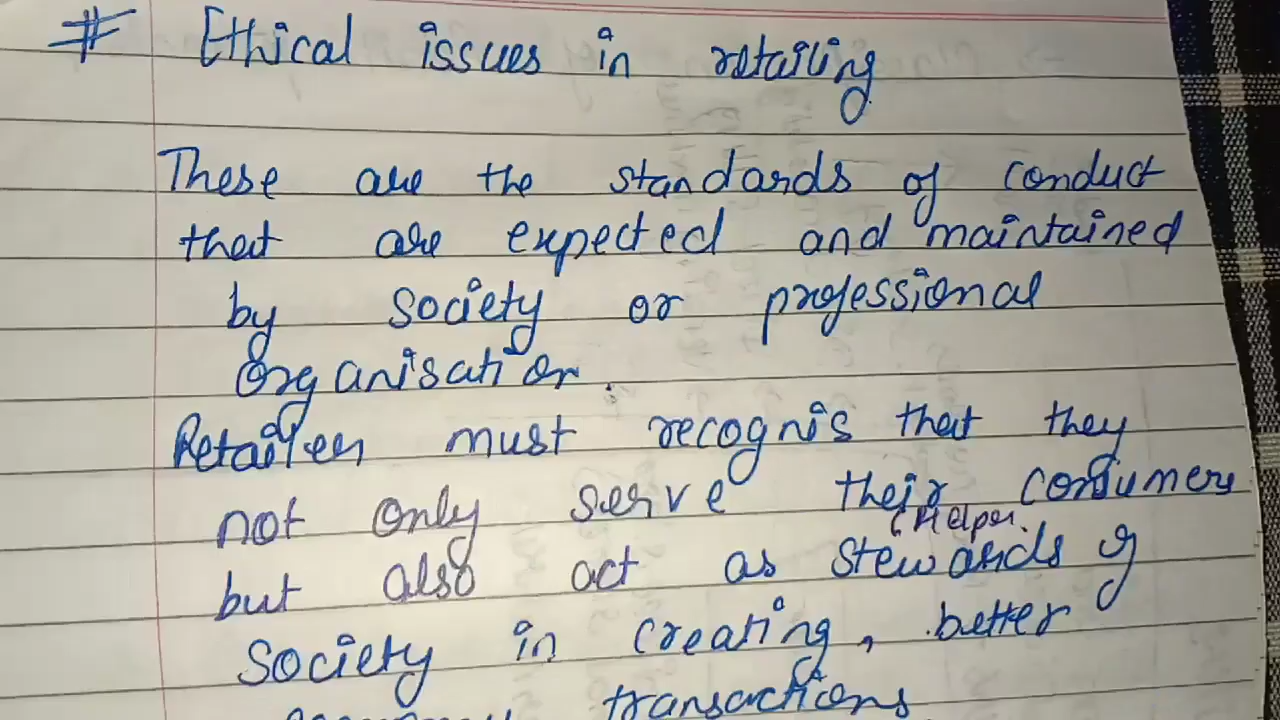 # Ethical issues in retailing
These are the standards of conduct
that are expected and maintained
by society or professional
Organisation.
Retailers must recognis that they
not only serve their consumers
(Helper.
but also act as stewards of
Society in creating, better
transactions